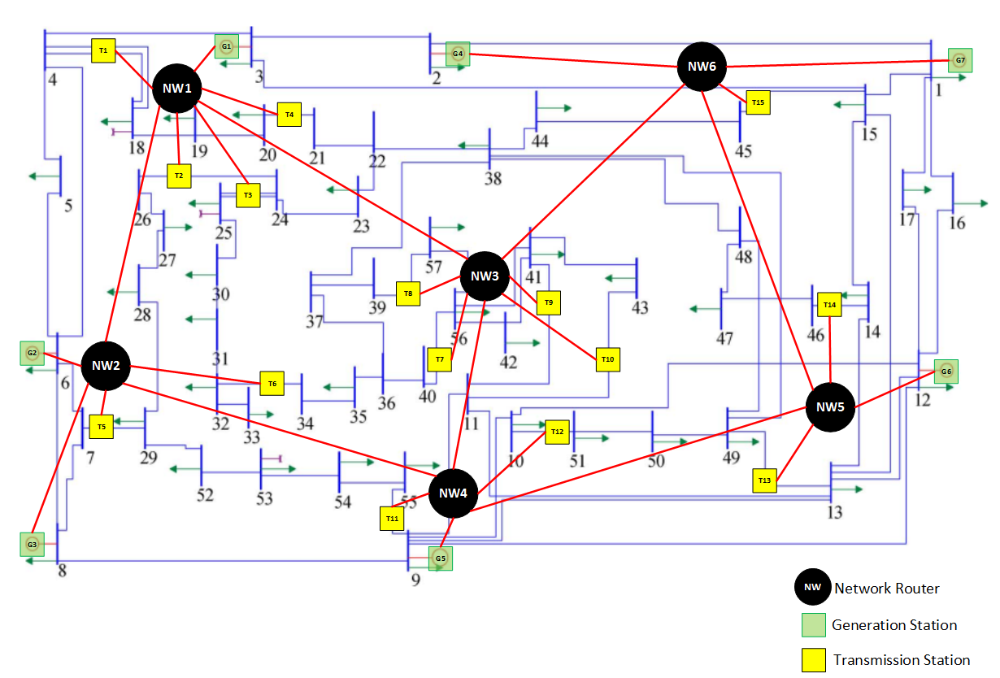 G1
T1
G4
NW6
G7
4
3
2
1
NW1
T4
T15
15
18
19
20
21
22
44
45
38
T2
T3
5
26
25
24
23
17
16
27
57
41
48
30
28
NW3
39
T8
T9
43
37
56
T14
46
14
47
42
G2
NW2
31
T7
T10
G6
6
T6
40
12
36
35
34
32
33
11
NW5
T5
7
29
10
T12
51
50
49
52
53
54
55
NW4
T13
13
T11
G3
8
G5
9
NW
Network Router
Generation Station
Transmission Station